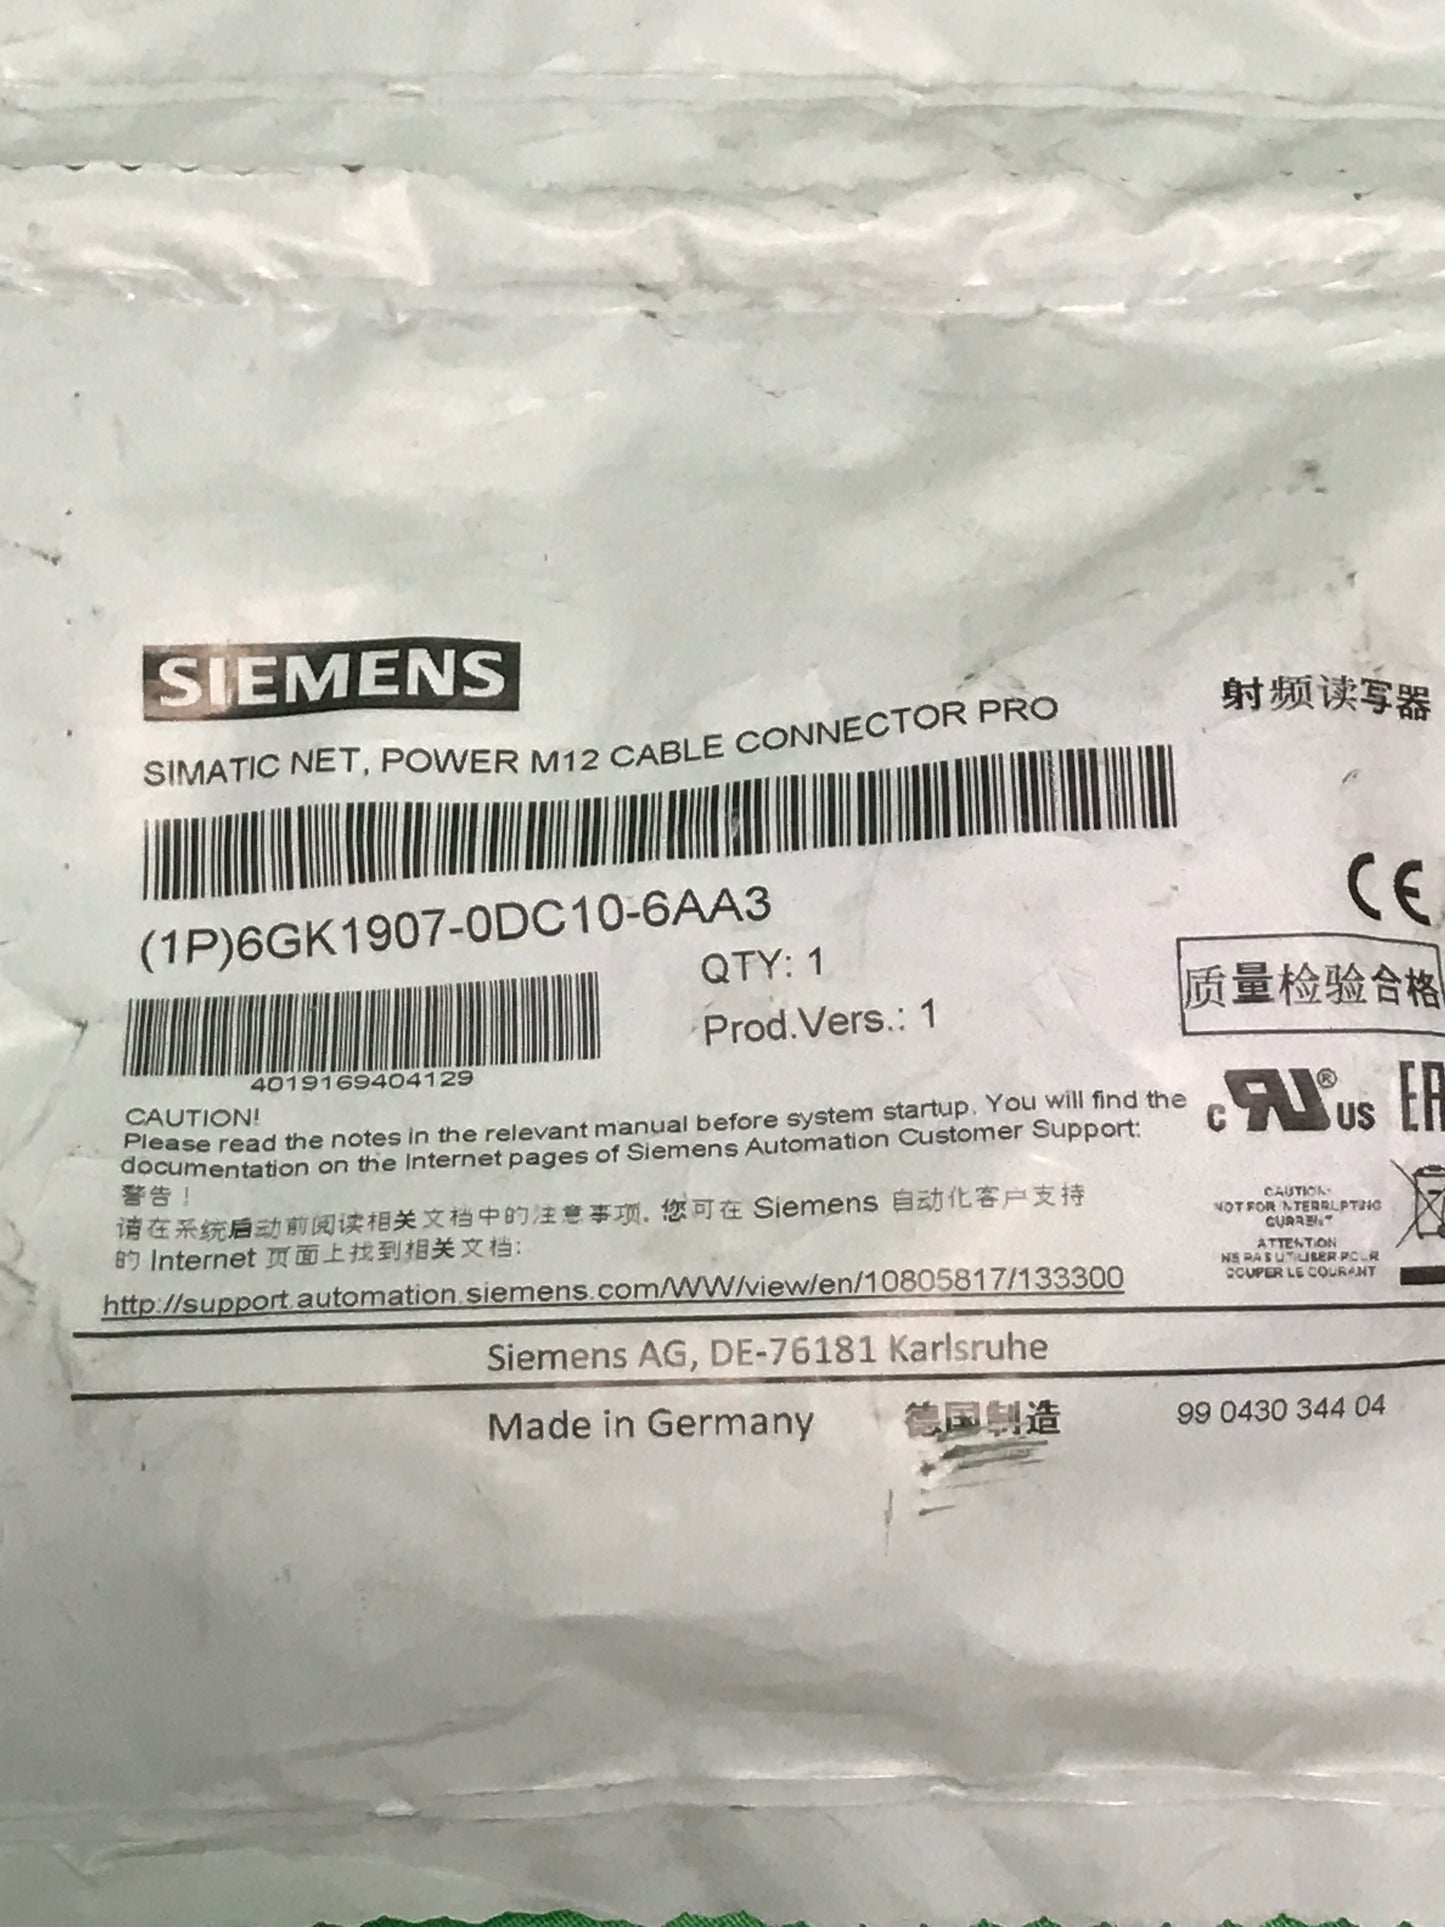 SIEMENS
SIMATIC NET, POWER M12 CABLE CONNECTOR PRO
射频读写器
(1P)6GK1907-0DC10-6AA3
CE
QTY: 1
质量检验合格
Prod.Vers.: 1
4019169404129
c RU® US
CAUTION!
Please read the notes in the relevant manual before system startup. You will find the
documentation on the Internet pages of Siemens Automation Customer Support:
警告！
请在系统启动前阅读相关文档中的注意事项. 您可在 Siemens 自动化客户支持
的 Internet 页面上找到相关文档:
http://support.automation.siemens.com/WW/view/en/10805817/133300
CAUTION:
NOT FOR INTERRUPTING
CURRENT
ATTENTION
NE PAS UTILISER POUR
COUPER LE COURANT
Siemens AG, DE-76181 Karlsruhe
Made in Germany 德国制造 99 0430 344 04